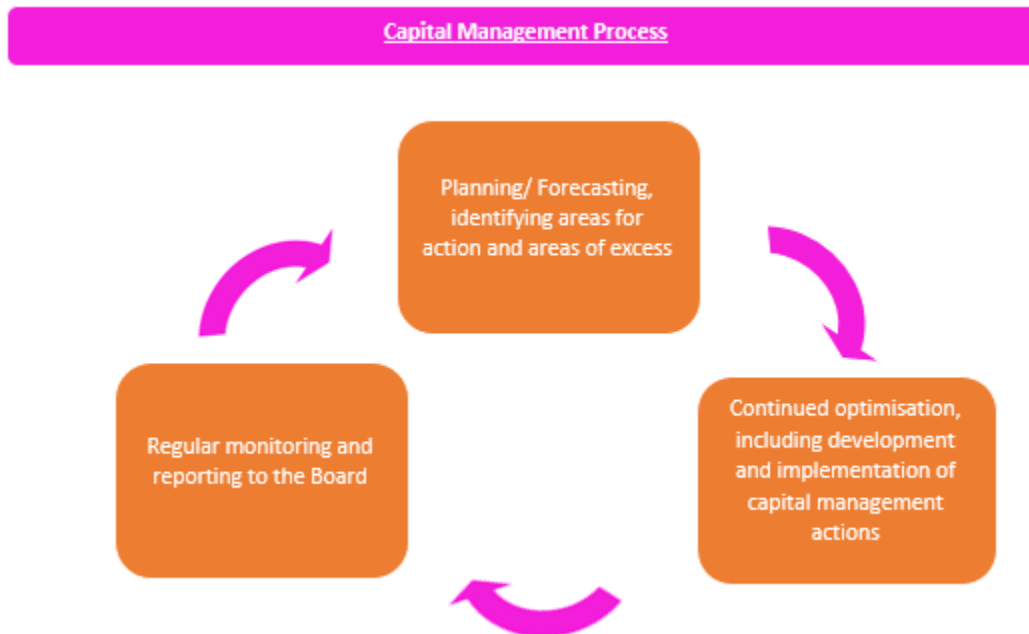 Capital Management Process
Planning/ Forecasting,
identifying areas for
action and areas of excess
Continued optimisation,
including development
and implementation of
capital management
actions
Regular monitoring and
reporting to the Board